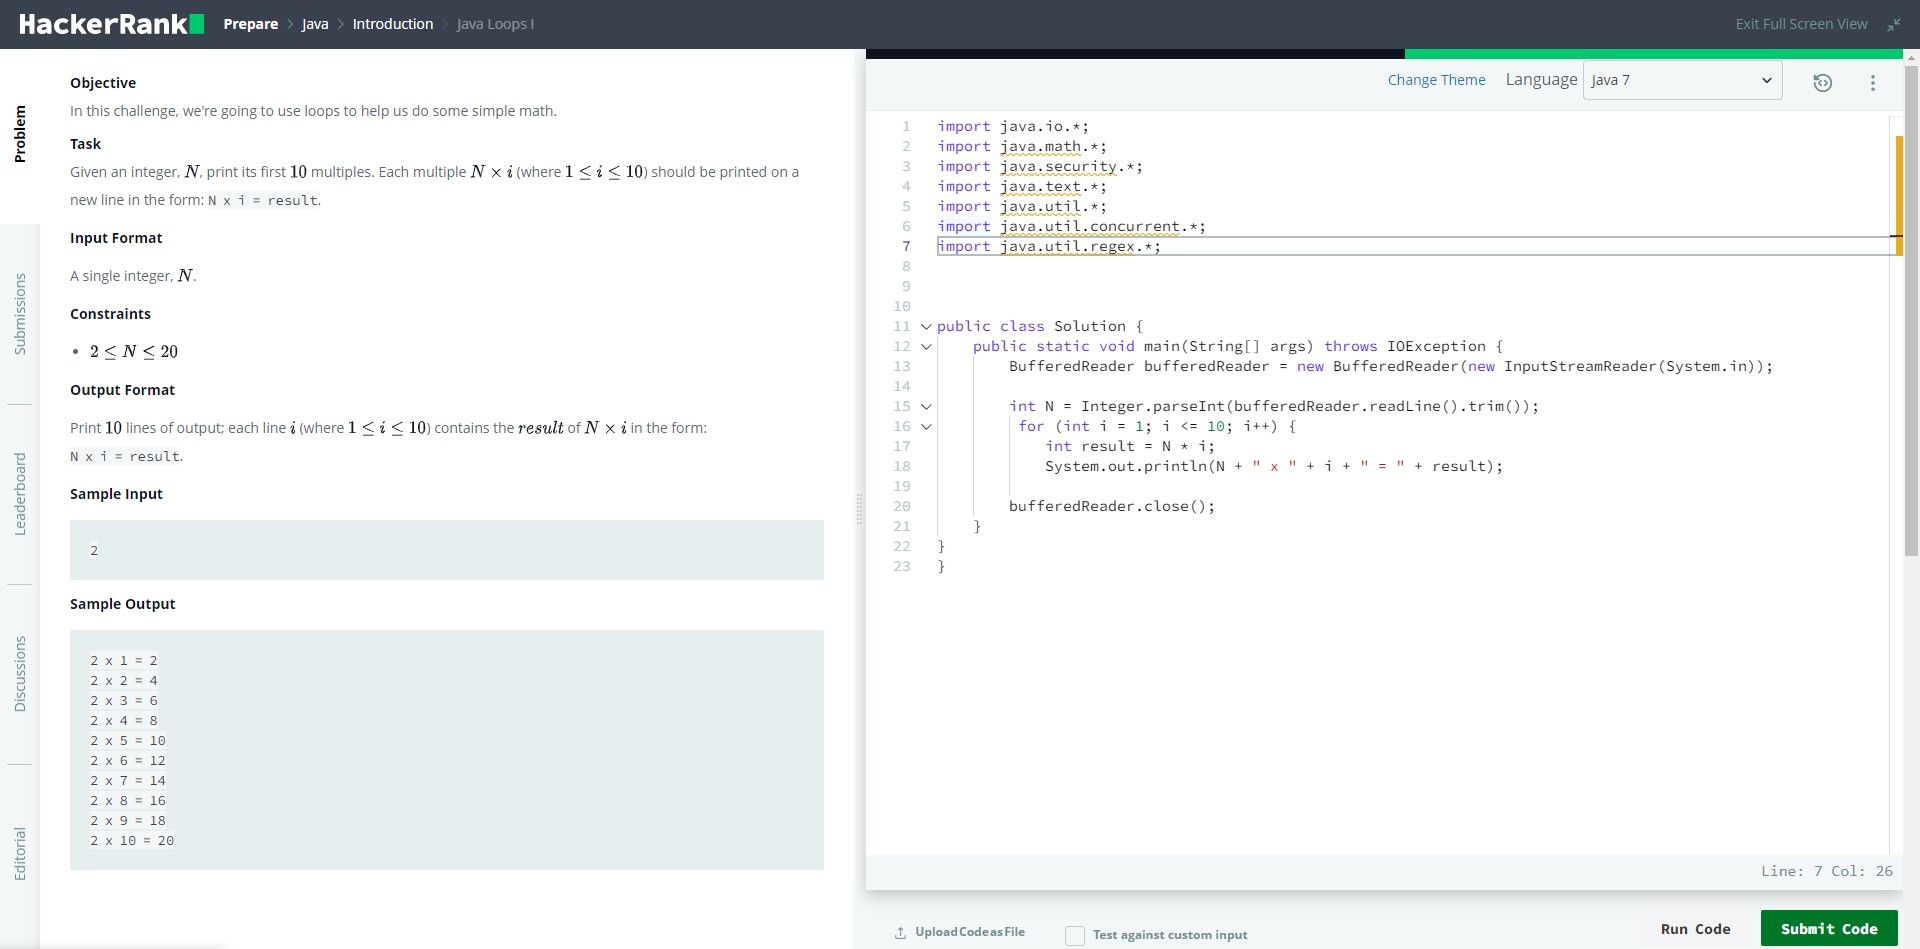 HackerRank Prepare > Java > Introduction > Java Loops I Exit Full Screen View
Problem
Submissions
Leaderboard
Discussions
Editorial
Objective
In this challenge, we're going to use loops to help us do some simple math.
Task
Given an integer, N, print its first 10 multiples. Each multiple N × i (where 1 ≤ i ≤ 10) should be printed on a
new line in the form: N x i = result.
Input Format
A single integer, N.
Constraints
• 2 ≤ N ≤ 20
Output Format
Print 10 lines of output; each line i (where 1 ≤ i ≤ 10) contains the result of N × i in the form:
N x i = result.
Sample Input
2
Sample Output
2 x 1 = 2
2 x 2 = 4
2 x 3 = 6
2 x 4 = 8
2 x 5 = 10
2 x 6 = 12
2 x 7 = 14
2 x 8 = 16
2 x 9 = 18
2 x 10 = 20
Change Theme Language Java 7
1 import java.io.*;
2 import java.math.*;
3 import java.security.*;
4 import java.text.*;
5 import java.util.*;
6 import java.util.concurrent.*;
7 import java.util.regex.*;
8
9
10
11 public class Solution {
12 public static void main(String[] args) throws IOException {
13 BufferedReader bufferedReader = new BufferedReader(new InputStreamReader(System.in));
14
15 int N = Integer.parseInt(bufferedReader.readLine().trim());
16 for (int i = 1; i <= 10; i++) {
17 int result = N * i;
18 System.out.println(N + " x " + i + " = " + result);
19
20 bufferedReader.close();
21 }
22 }
23 }
Line: 7 Col: 26
Upload Code as File Test against custom input Run Code Submit Code